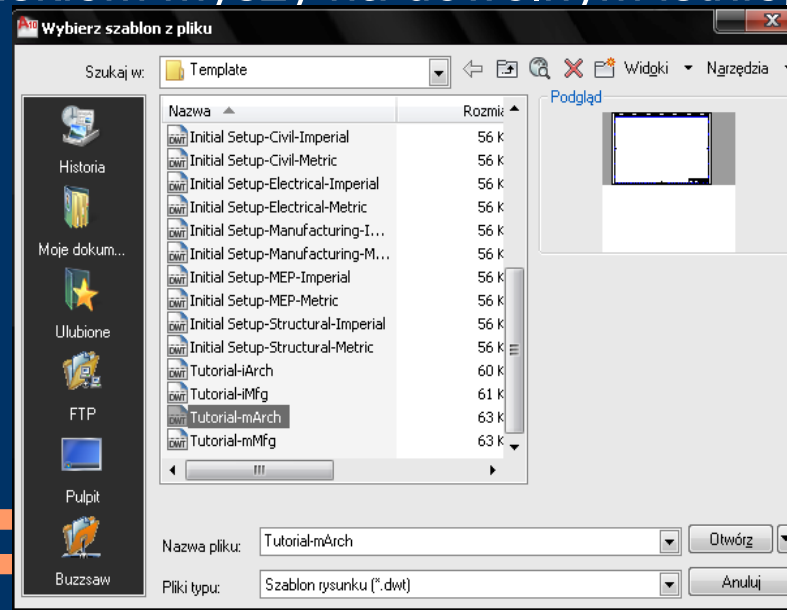 Wybierz szablon z pliku
Szukaj w:
Template
Widoki
Narzędzia
Historia
Moje dokum...
Ulubione
FTP
Pulpit
Buzzsaw
Nazwa
Rozmia
Initial Setup-Civil-Imperial 56 K
Initial Setup-Civil-Metric 56 K
Initial Setup-Electrical-Imperial 56 K
Initial Setup-Electrical-Metric 56 K
Initial Setup-Manufacturing-I... 56 K
Initial Setup-Manufacturing-M... 56 K
Initial Setup-MEP-Imperial 56 K
Initial Setup-MEP-Metric 56 K
Initial Setup-Structural-Imperial 56 K
Initial Setup-Structural-Metric 56 K
Tutorial-iArch 60 K
Tutorial-iMfg 61 K
Tutorial-mArch 63 K
Tutorial-mMfg 63 K
Podgląd
Nazwa pliku: Tutorial-mArch Otwórz
Pliki typu: Szablon rysunku (*.dwt) Anuluj